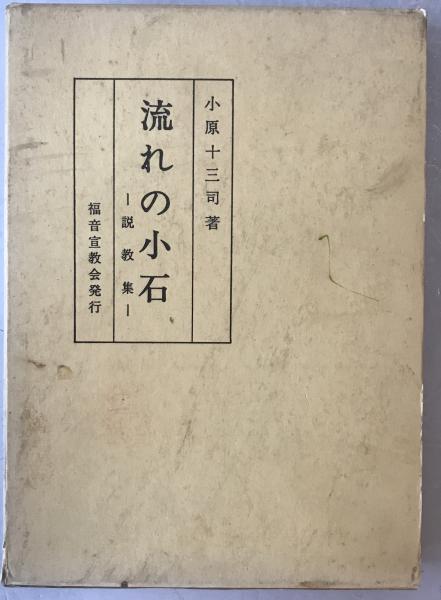 小原十三司著
流れの小石
―説教集―
福音宣教会発行